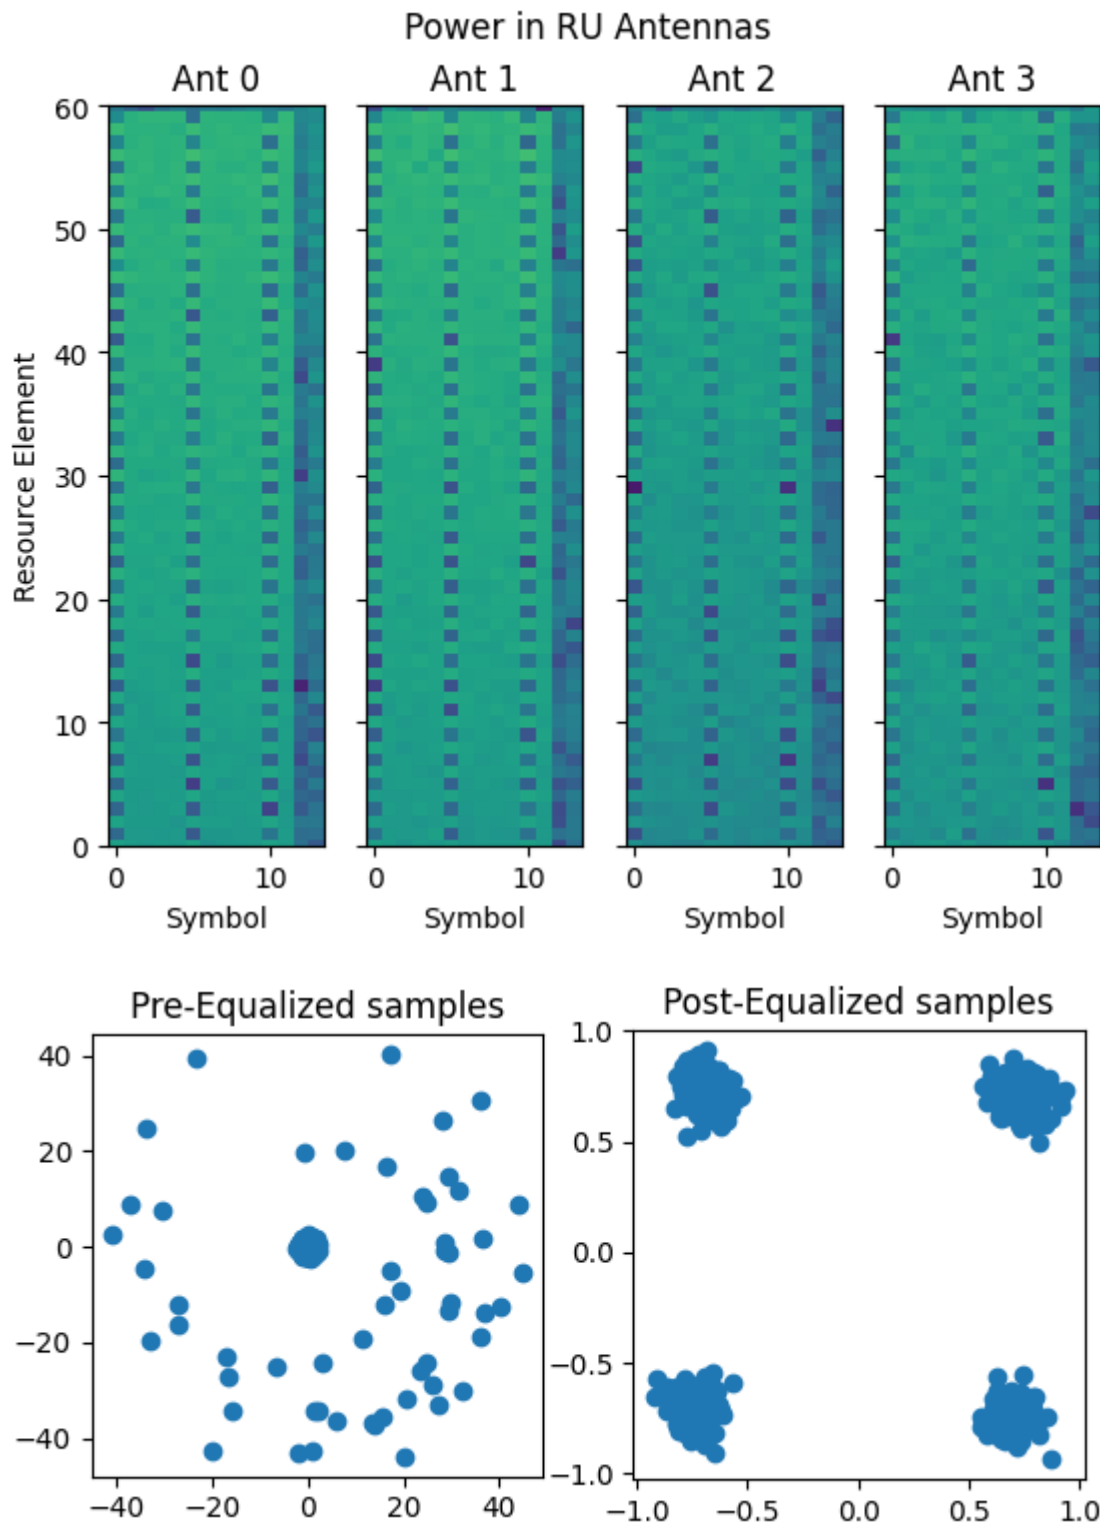 Power in RU Antennas
Ant 0 Ant 1 Ant 2 Ant 3
Resource Element
60
50
40
30
20
10
0
0 10 0 10 0 10 0 10
Symbol Symbol Symbol Symbol
Pre-Equalized samples
40
20
0
−20
−40
−40 −20 0 20 40
Post-Equalized samples
1.0
0.5
0.0
−0.5
−1.0
−1.0 −0.5 0.0 0.5 1.0